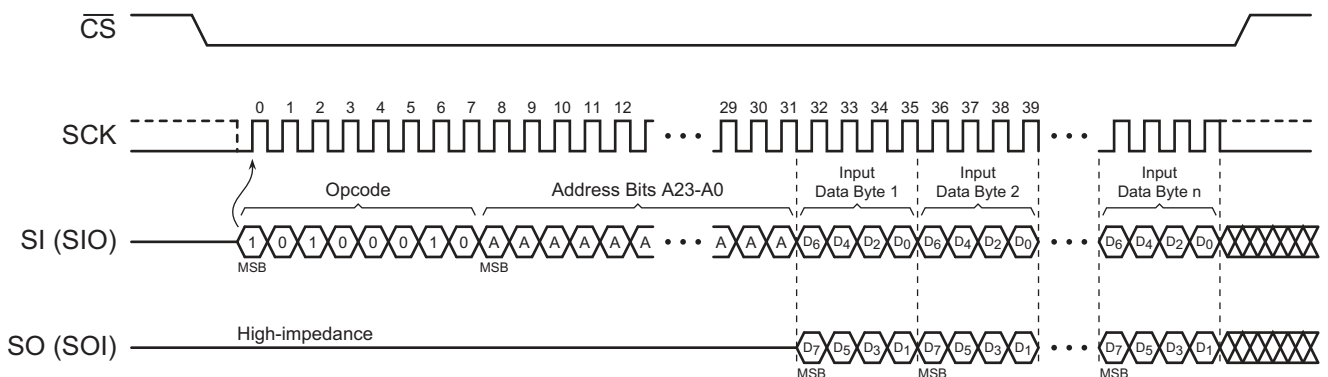 CS
0 1 2 3 4 5 6 7 8 9 10 11 12 29 30 31 32 33 34 35 36 37 38 39
SCK
•••
•••
Opcode
Address Bits A23-A0
Input
Data Byte 1
Input
Data Byte 2
Input
Data Byte n
SI (SIO) 1 0 1 0 0 0 1 0 A A A A A A ••• A A A D6 D4 D2 D0 D6 D4 D2 D0 ••• D6 D4 D2 D0
MSB MSB
High-impedance
SO (SOI) D7 D5 D3 D1 D7 D5 D3 D1 ••• D7 D5 D3 D1
MSB MSB MSB